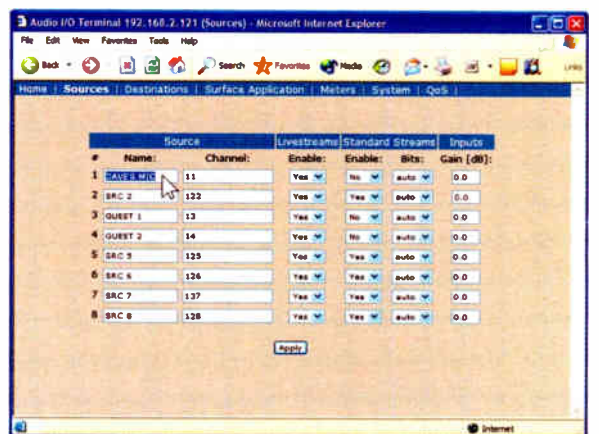 Audio I/O Terminal 192.168.2.121 (Sources) - Microsoft Internet Explorer
File Edit View Favorites Tools Help
Back Search Favorites Media Links
Home | Sources | Destinations | Surface Application | Meters | System | QoS |
Source Livestreams Standard Streams Inputs
# Name: Channel: Enable: Enable: Bits: Gain [dB]:
1 DAVE'S MIC 11 Yes No auto 0.0
2 SRC 2 122 Yes Yes auto 0.0
3 GUEST 1 13 Yes No auto 0.0
4 GUEST 2 14 Yes No auto 0.0
5 SRC 5 125 Yes Yes auto 0.0
6 SRC 6 126 Yes Yes auto 0.0
7 SRC 7 137 Yes Yes auto 0.0
8 SRC 8 128 Yes Yes auto 0.0
Apply
Internet